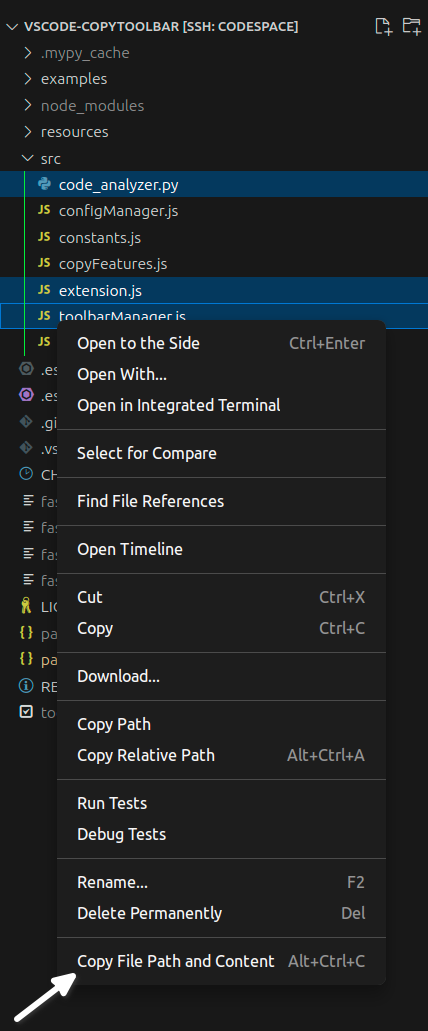 VSCODE-COPYTOOLBAR [SSH: CODESPACE]
.mypy_cache
examples
node_modules
resources
src
code_analyzer.py
JS configManager.js
JS constants.js
JS copyFeatures.js
JS extension.js
JS toolbarManager.js
JS
.es
.es
.gi
.vs
CH
fas
fas
fas
fas
LIC
{ } pa
{ } pa
RE
to
Open to the Side Ctrl+Enter
Open With...
Open in Integrated Terminal
Select for Compare
Find File References
Open Timeline
Cut Ctrl+X
Copy Ctrl+C
Download...
Copy Path
Copy Relative Path Alt+Ctrl+A
Run Tests
Debug Tests
Rename... F2
Delete Permanently Del
Copy File Path and Content Alt+Ctrl+C